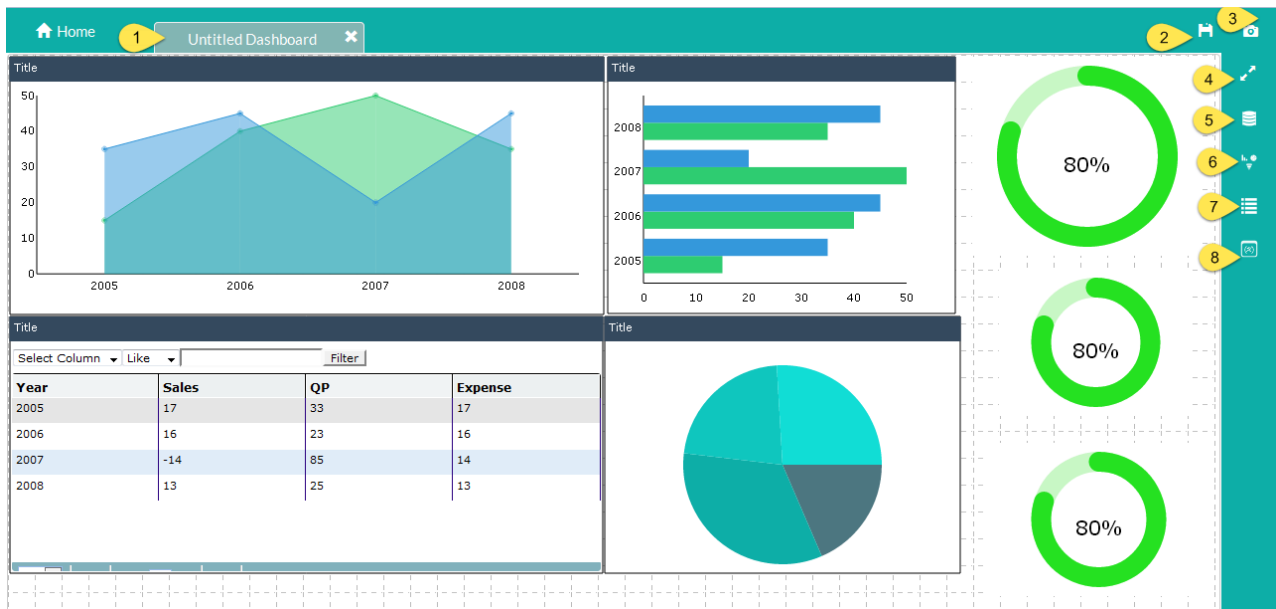 Home
1
Untitled Dashboard
2
3
4
5
6
7
8
Title
50
40
30
20
10
0
2005 2006 2007 2008
Title
2008
2007
2006
2005
0 10 20 30 40 50
80%
80%
80%
Title
Select Column Like Filter
Year Sales QP Expense
2005 17 33 17
2006 16 23 16
2007 -14 85 14
2008 13 25 13
Title